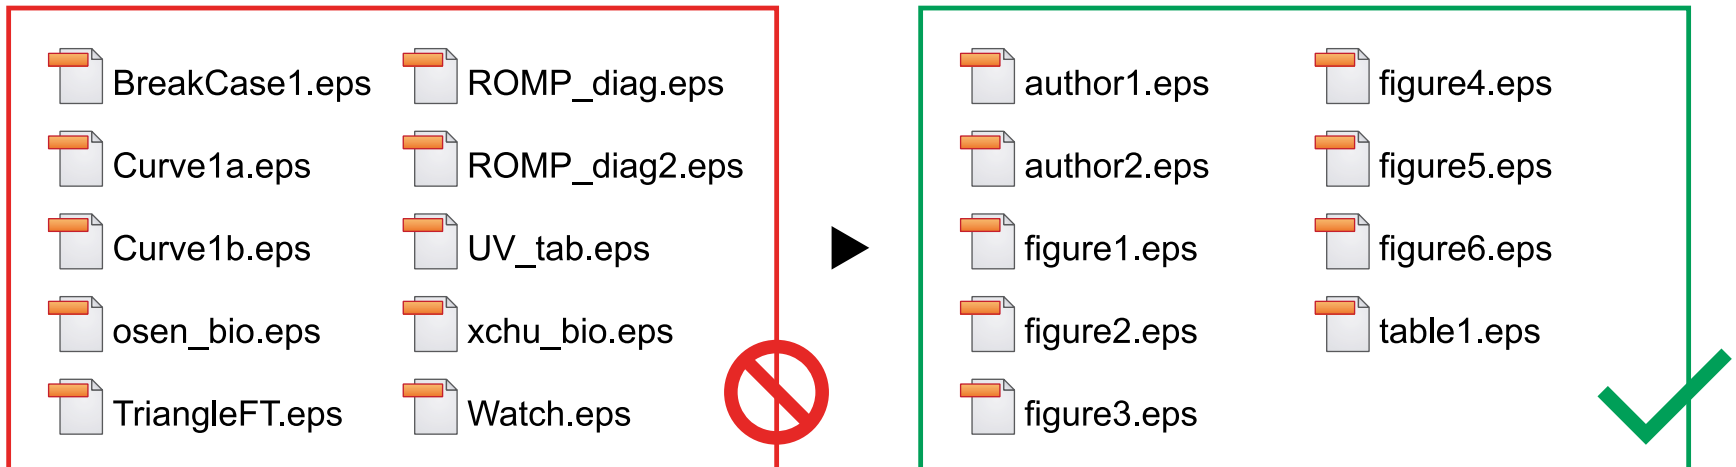 BreakCase1.eps
Curve1a.eps
Curve1b.eps
osen_bio.eps
TriangleFT.eps
ROMP_diag.eps
ROMP_diag2.eps
UV_tab.eps
xchu_bio.eps
Watch.eps
author1.eps
author2.eps
figure1.eps
figure2.eps
figure3.eps
figure4.eps
figure5.eps
figure6.eps
table1.eps